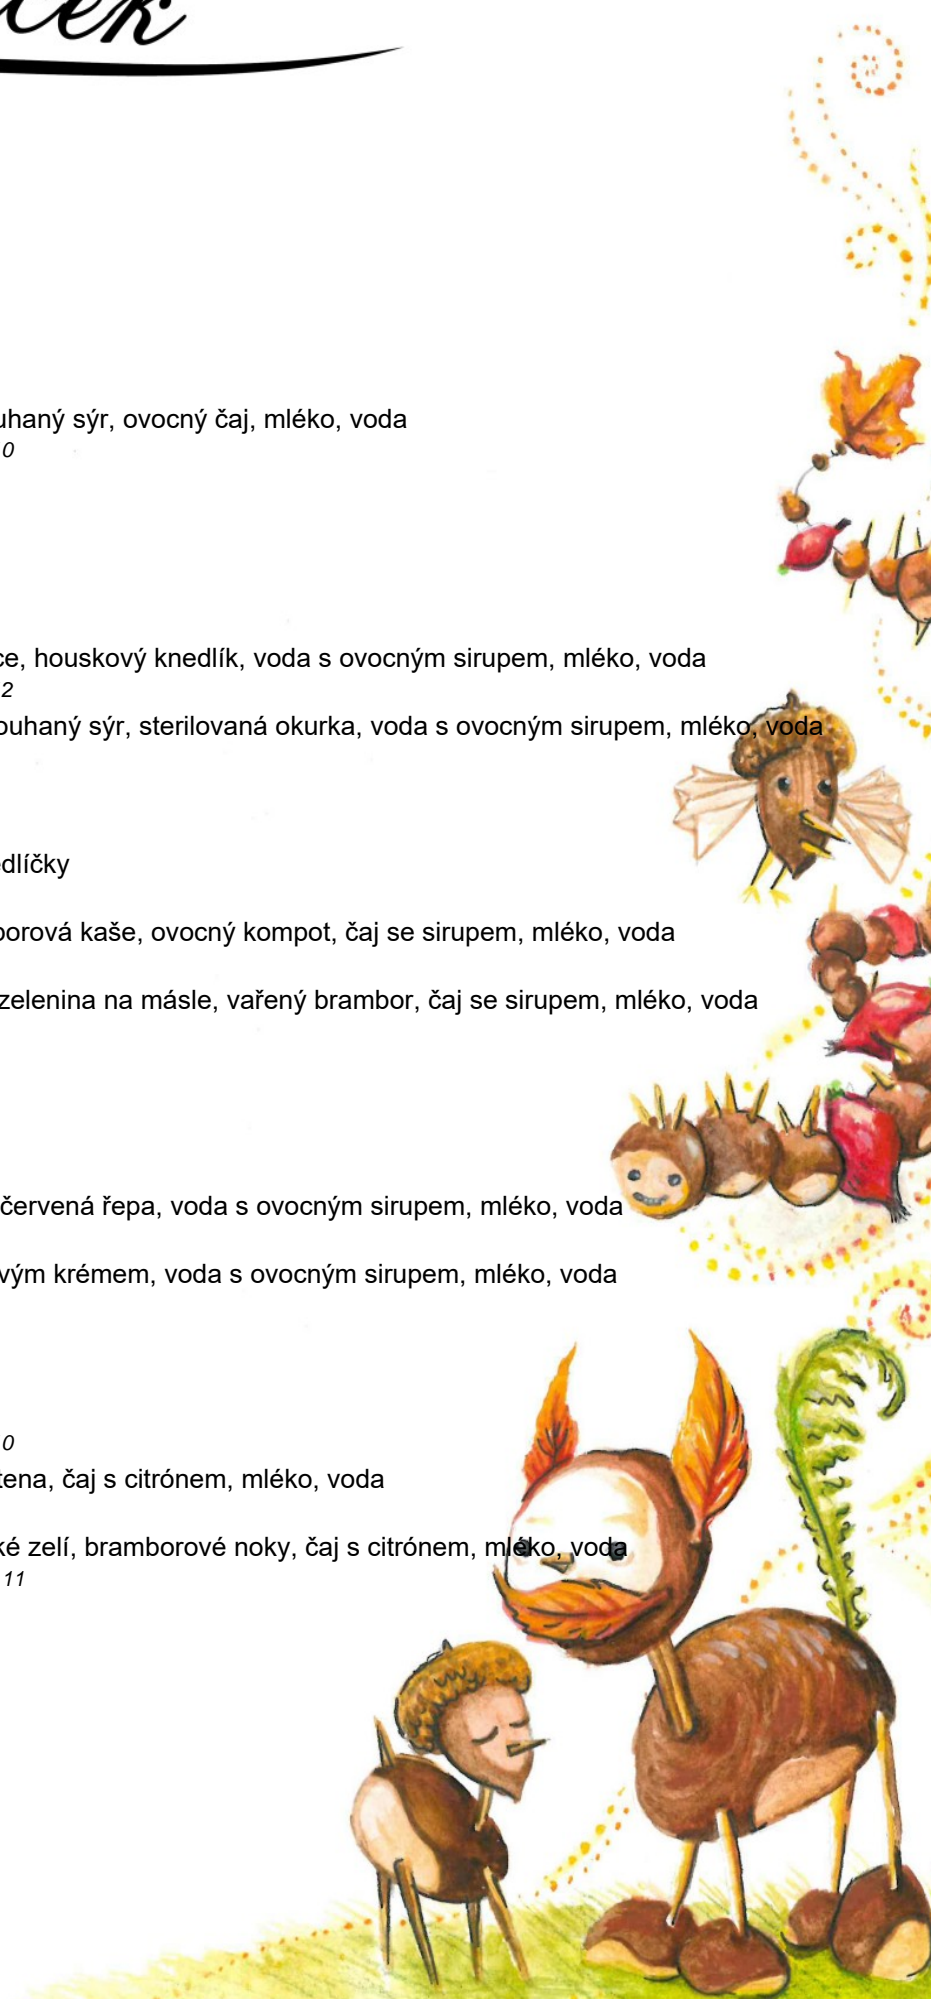 ček
uhaný sýr, ovocný čaj, mléko, voda
0
ce, houskový knedlík, voda s ovocným sirupem, mléko, voda
2
ouhaný sýr, sterilovaná okurka, voda s ovocným sirupem, mléko, voda
edlíčky
borová kaše, ovocný kompot, čaj se sirupem, mléko, voda
zelenina na másle, vařený brambor, čaj se sirupem, mléko, voda
červená řepa, voda s ovocným sirupem, mléko, voda
vým krémem, voda s ovocným sirupem, mléko, voda
0
tena, čaj s citrónem, mléko, voda
ké zelí, bramborové noky, čaj s citrónem, mléko, voda
11